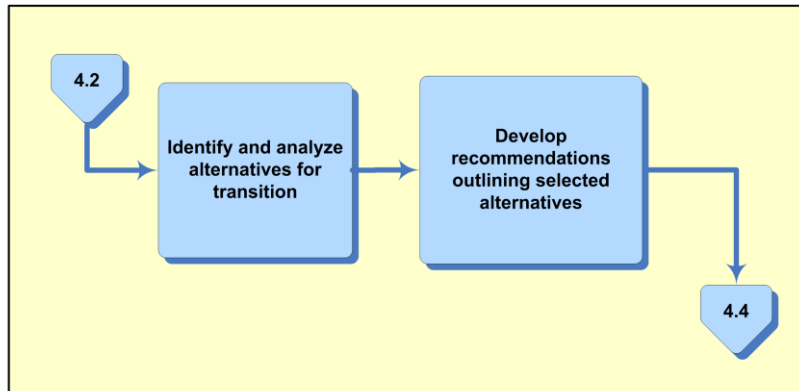 4.2
Identify and analyze
alternatives for
transition
Develop
recommendations
outlining selected
alternatives
4.4